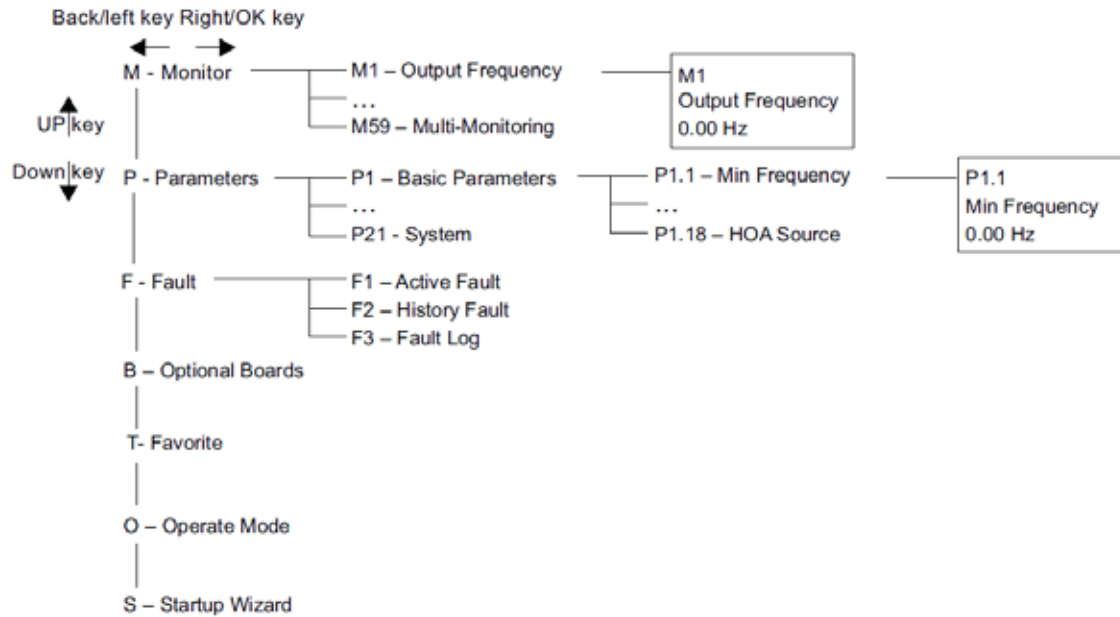 Back/left key Right/OK key
M - Monitor
M1 – Output Frequency
...
M59 – Multi-Monitoring
M1
Output Frequency
0.00 Hz
UP key
Down key
P - Parameters
P1 – Basic Parameters
...
P21 - System
P1.1 – Min Frequency
...
P1.18 – HOA Source
P1.1
Min Frequency
0.00 Hz
F - Fault
F1 – Active Fault
F2 – History Fault
F3 – Fault Log
B – Optional Boards
T- Favorite
O – Operate Mode
S – Startup Wizard